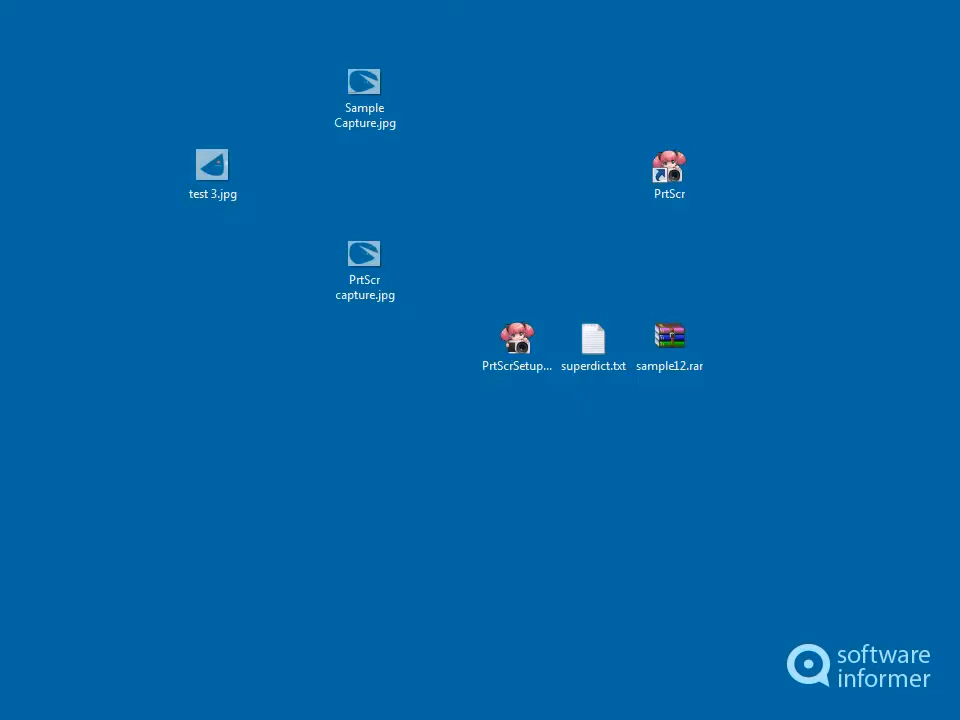 Sample
Capture.jpg
test 3.jpg
PrtScr
PrtScr
capture.jpg
PrtScrSetup...
superdict.txt
sample12.rar
software
informer